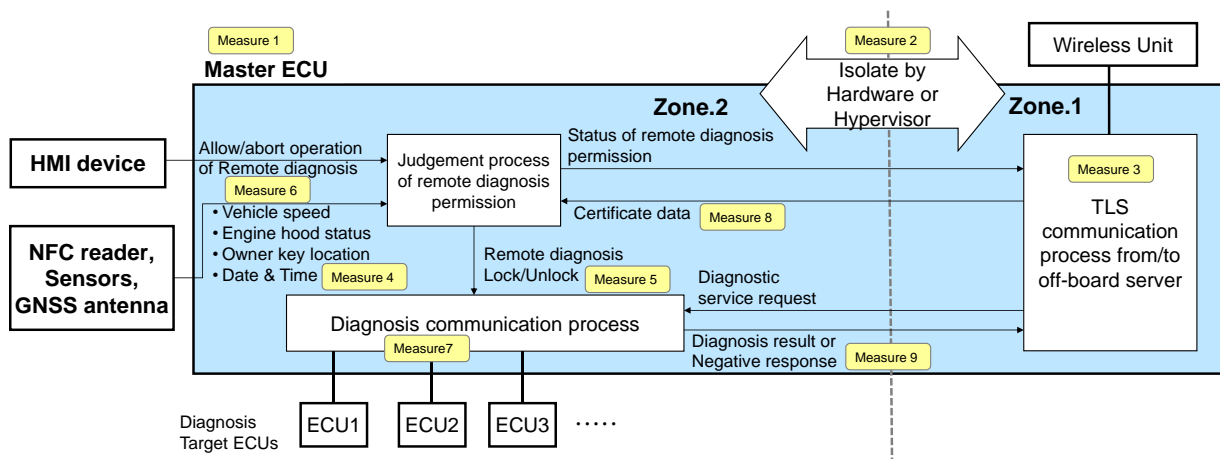 Measure 1
Master ECU
Measure 2
Isolate by
Hardware or
Hypervisor
Zone.2
Zone.1
Wireless Unit
HMI device
Allow/abort operation
of Remote diagnosis
Measure 6
• Vehicle speed
• Engine hood status
• Owner key location
• Date & Time
Measure 4
NFC reader,
Sensors,
GNSS antenna
Judgement process
of remote diagnosis
permission
Status of remote diagnosis
permission
Certificate data
Measure 8
Measure 3
TLS
communication
process from/to
off-board server
Remote diagnosis
Lock/Unlock
Measure 5
Diagnostic
service request
Diagnosis communication process
Measure7
Diagnosis result or
Negative response
Measure 9
Diagnosis
Target ECUs
ECU1
ECU2
ECU3
·····